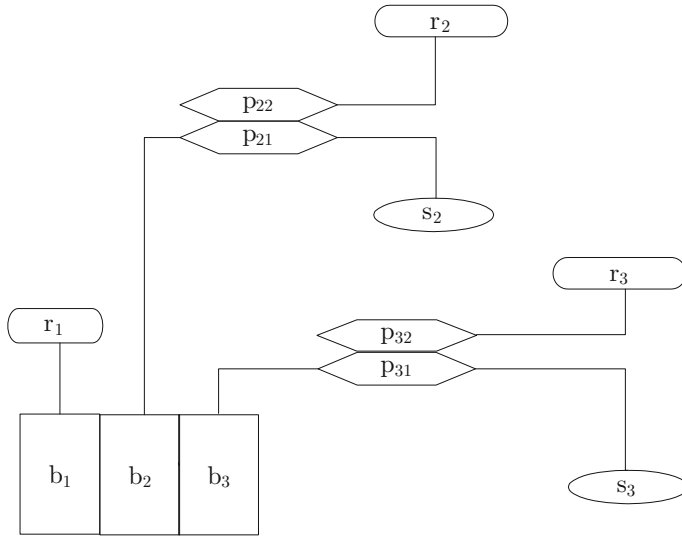 r₂
p₂₂
p₂₁
s₂
r₃
r₁
p₃₂
p₃₁
b₁ b₂ b₃
s₃